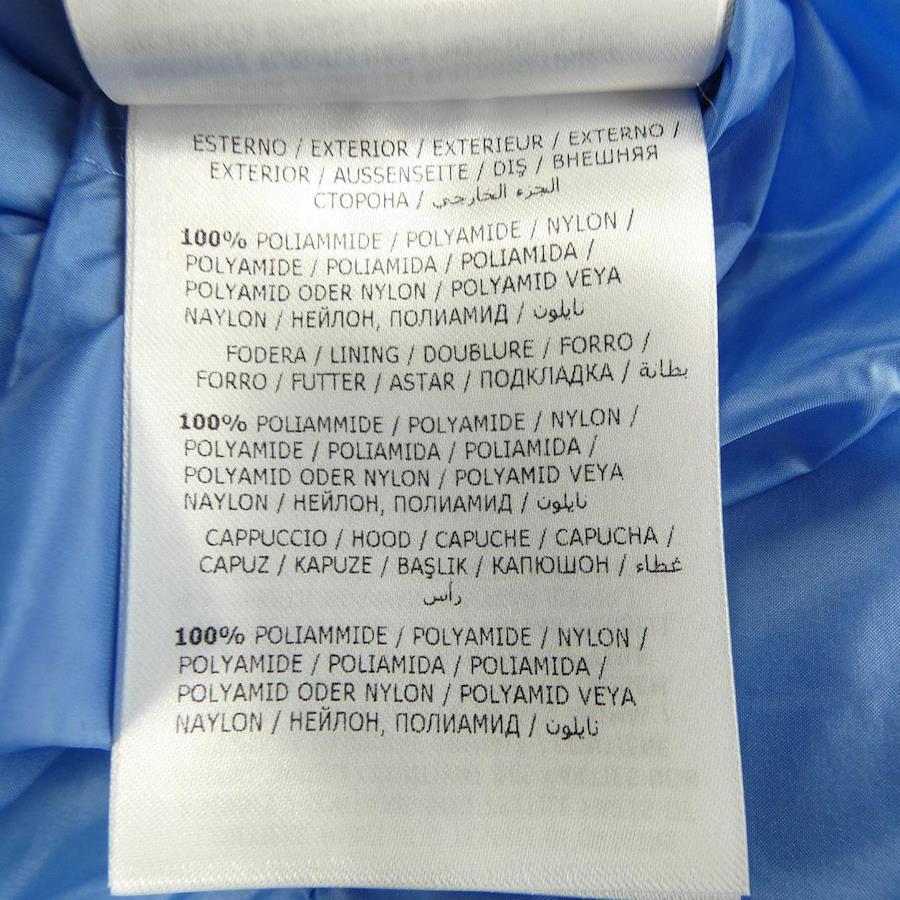 ESTERNO / EXTERIOR / EXTERIEUR / EXTERNO /
EXTERIOR / AUSSENSEITE / DIŞ / ВНЕШНЯЯ
СТОРОНА / الجزء الخارجي
100% POLIAMMIDE / POLYAMIDE / NYLON /
POLYAMIDE / POLIAMIDA / POLIAMIDA /
POLYAMID ODER NYLON / POLYAMID VEYA
NAYLON / НЕЙЛОН, ПОЛИАМИД / نايلون
FODERA / LINING / DOUBLURE / FORRO /
FORRO / FUTTER / ASTAR / ПОДКЛАДКА / بطانة
100% POLIAMMIDE / POLYAMIDE / NYLON /
POLYAMIDE / POLIAMIDA / POLIAMIDA /
POLYAMID ODER NYLON / POLYAMID VEYA
NAYLON / НЕЙЛОН, ПОЛИАМИД / نايلون
CAPPUCCIO / HOOD / CAPUCHE / CAPUCHA /
CAPUZ / KAPUZE / BAŞLIK / КАПЮШОН / غطاء
رأس
100% POLIAMMIDE / POLYAMIDE / NYLON /
POLYAMIDE / POLIAMIDA / POLIAMIDA /
POLYAMID ODER NYLON / POLYAMID VEYA
NAYLON / НЕЙЛОН, ПОЛИАМИД / نايلون